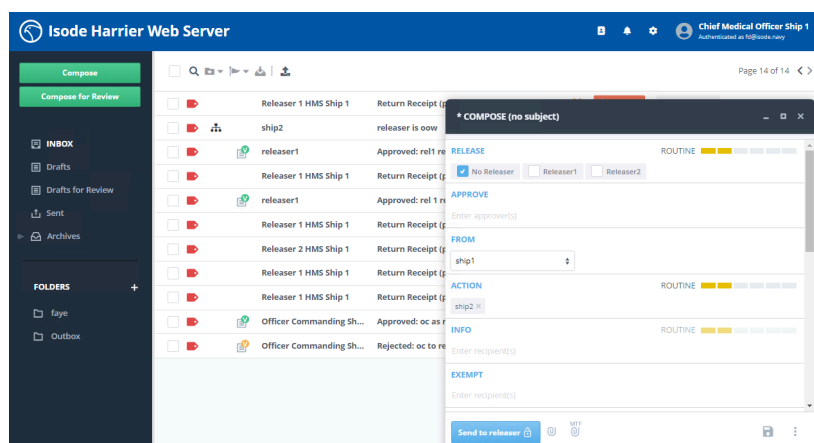 Isode Harrier Web Server
Chief Medical Officer Ship 1
Authenticated as fd@isode.navy
Compose
Compose for Review
INBOX
Drafts
Drafts for Review
Sent
Archives
FOLDERS +
faye
Outbox
Page 14 of 14
Releaser 1 HMS Ship 1 Return Receipt (p
ship2 releaser is oow
releaser1 Approved: rel1 re
Releaser 1 HMS Ship 1 Return Receipt (p
releaser1 Approved: rel 1 re
Releaser 1 HMS Ship 1 Return Receipt (p
Releaser 2 HMS Ship 1 Return Receipt (p
Releaser 1 HMS Ship 1 Return Receipt (p
Releaser 1 HMS Ship 1 Return Receipt (p
Officer Commanding Sh... Approved: oc as r
Officer Commanding Sh... Rejected: oc to re
* COMPOSE (no subject)
RELEASE ROUTINE
No Releaser Releaser1 Releaser2
APPROVE
Enter approver(s)
FROM
ship1
ACTION ROUTINE
ship2 ×
INFO ROUTINE
Enter recipient(s)
EXEMPT
Enter recipient(s)
Send to releaser MTF